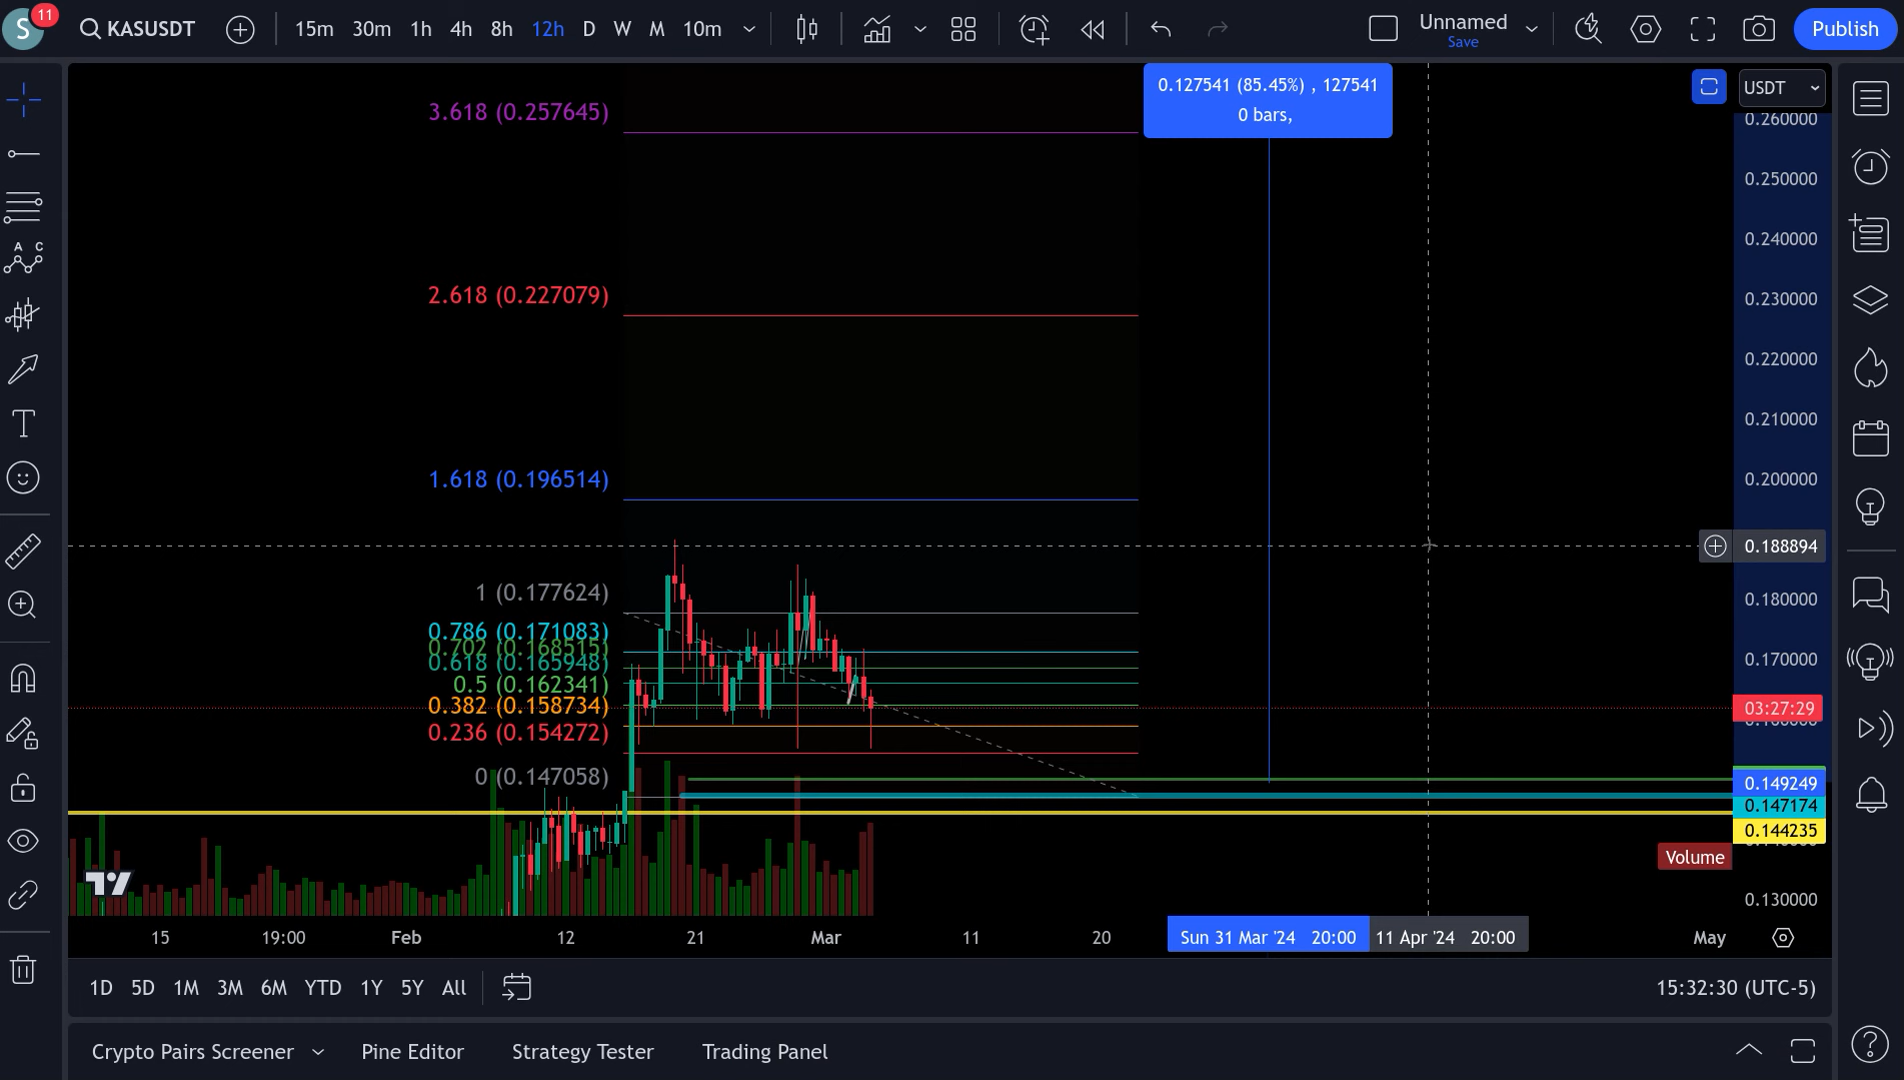 S
11
KASUSDT
15m 30m 1h 4h 8h 12h D W M 10m
Unnamed
Save
Publish
0.127541 (85.45%) , 127541
0 bars,
USDT
3.618 (0.257645)
2.618 (0.227079)
1.618 (0.196514)
1 (0.177624)
0.786 (0.171083)
0.702 (0.168515)
0.618 (0.165948)
0.5 (0.162341)
0.382 (0.158734)
0.236 (0.154272)
0 (0.147058)
0.260000
0.250000
0.240000
0.230000
0.220000
0.210000
0.200000
0.188894
0.180000
0.170000
03:27:29
0.149249
0.147174
0.144235
Volume
0.130000
A C
T
15 19:00 Feb 12 21 Mar 11 20 Sun 31 Mar '24 20:00 11 Apr '24 20:00 May
1D 5D 1M 3M 6M YTD 1Y 5Y All
15:32:30 (UTC-5)
Crypto Pairs Screener Pine Editor Strategy Tester Trading Panel